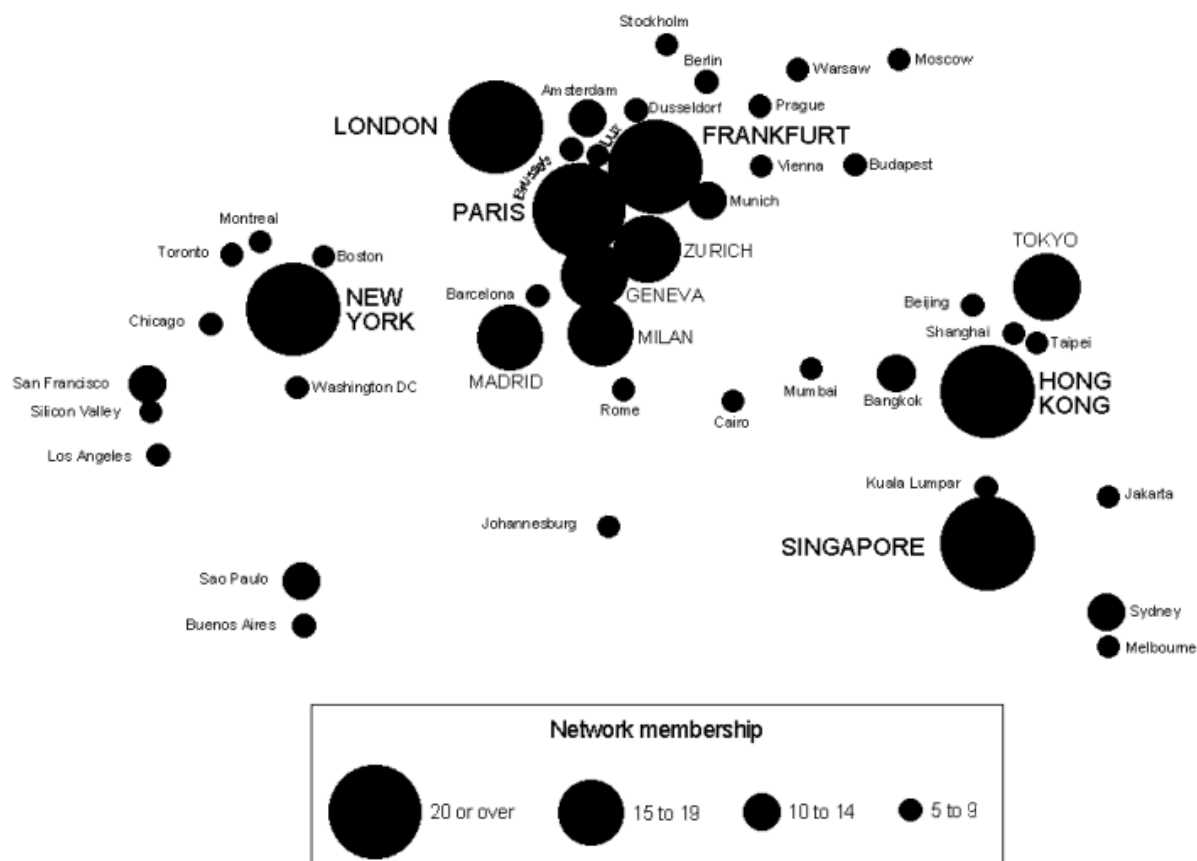 Stockholm
Berlin
Warsaw
Moscow
Amsterdam
Dusseldorf
Prague
LONDON
FRANKFURT
LUX
Brussels
Vienna
Budapest
PARIS
Munich
Montreal
Toronto
Boston
ZURICH
TOKYO
NEW
YORK
Barcelona
GENEVA
Beijing
Chicago
Shanghai
Taipei
MILAN
San Francisco
Washington DC
MADRID
Rome
Cairo
Mumbai
Bangkok
HONG
KONG
Silicon Valley
Los Angeles
Kuala Lumpar
Jakarta
Johannesburg
SINGAPORE
Sao Paulo
Buenos Aires
Sydney
Melbourne
Network membership
20 or over
15 to 19
10 to 14
5 to 9